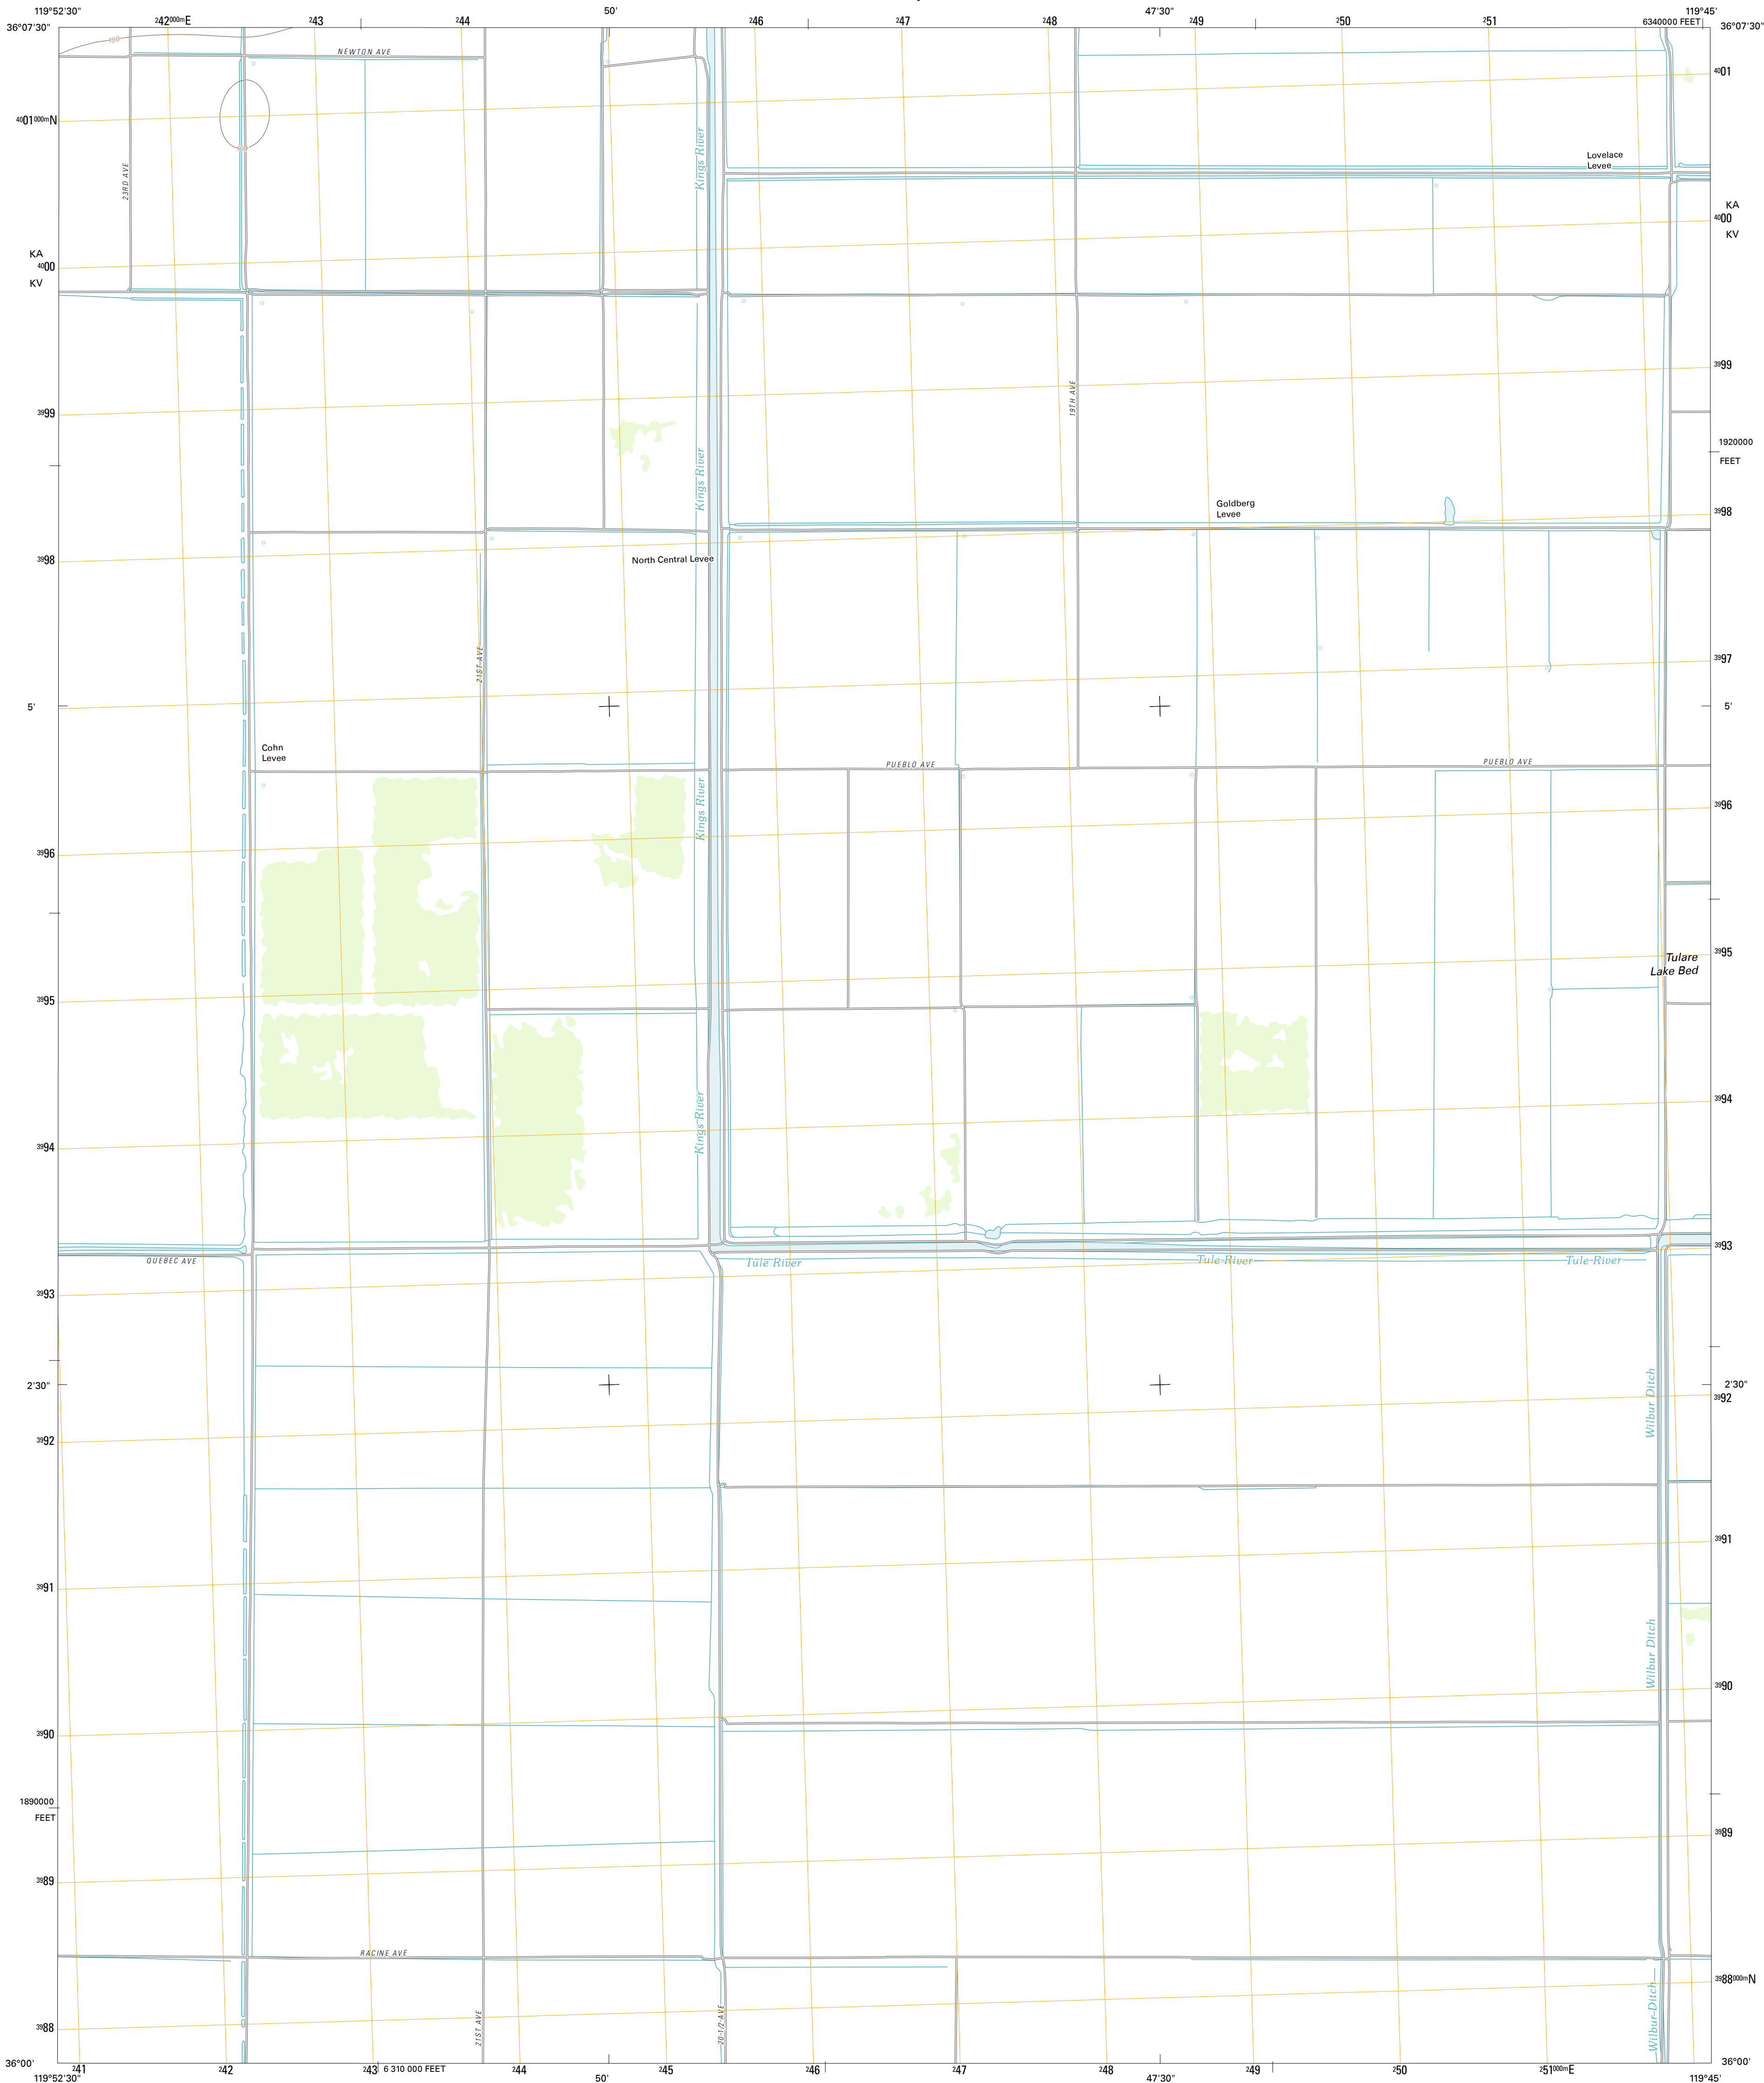 119°52'30"
²42⁰⁰⁰ᵐE
²43
²44
50'
²46
²47
²48
47'30"
²49
²50
²51
119°45'
6340000 FEET
36°07'30"
36°07'30"
NEWTON AVE
190
⁴⁰01
⁴⁰01⁰⁰⁰ᵐN
23RD AVE
Kings River
Lovelace
Levee
KA
⁴⁰00
KV
KA
⁴⁰00
KV
³⁹99
19TH AVE
³⁹99
1920000
FEET
Kings River
Goldberg
Levee
³⁹98
North Central Levee
³⁹98
21ST AVE
³⁹97
5'
5'
Cohn
Levee
PUEBLO AVE
PUEBLO AVE
Kings River
³⁹96
³⁹96
³⁹95
Tulare
Lake Bed
³⁹95
Kings River
³⁹94
³⁹94
³⁹93
QUEBEC AVE
Tule River
Tule River
Tule River
³⁹93
2'30"
2'30"
Wilbur Ditch
³⁹92
³⁹92
³⁹91
³⁹91
Wilbur Ditch
³⁹90
³⁹90
1890000
FEET
³⁹89
³⁹89
RACINE AVE
³⁹88⁰⁰⁰ᵐN
21ST AVE
20 1/2 AVE
Wilbur Ditch
³⁹88
36°00'
36°00'
²41
²42
²43
6 310 000 FEET
²44
²45
²46
²47
²48
²49
²50
²51⁰⁰⁰ᵐE
119°52'30"
50'
47'30"
119°45'